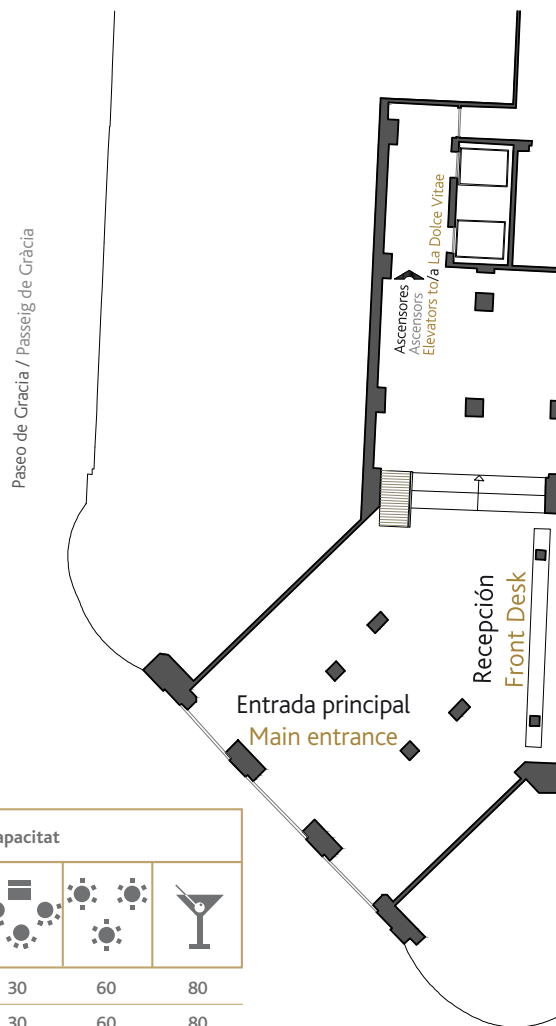 Paseo de Gracia / Passeig de Gràcia
Ascensores
Ascensors
Elevators to/a La Dolce Vitae
Recepción
Front Desk
Entrada principal
Main entrance
apacitat
30 60 80
30 60 80